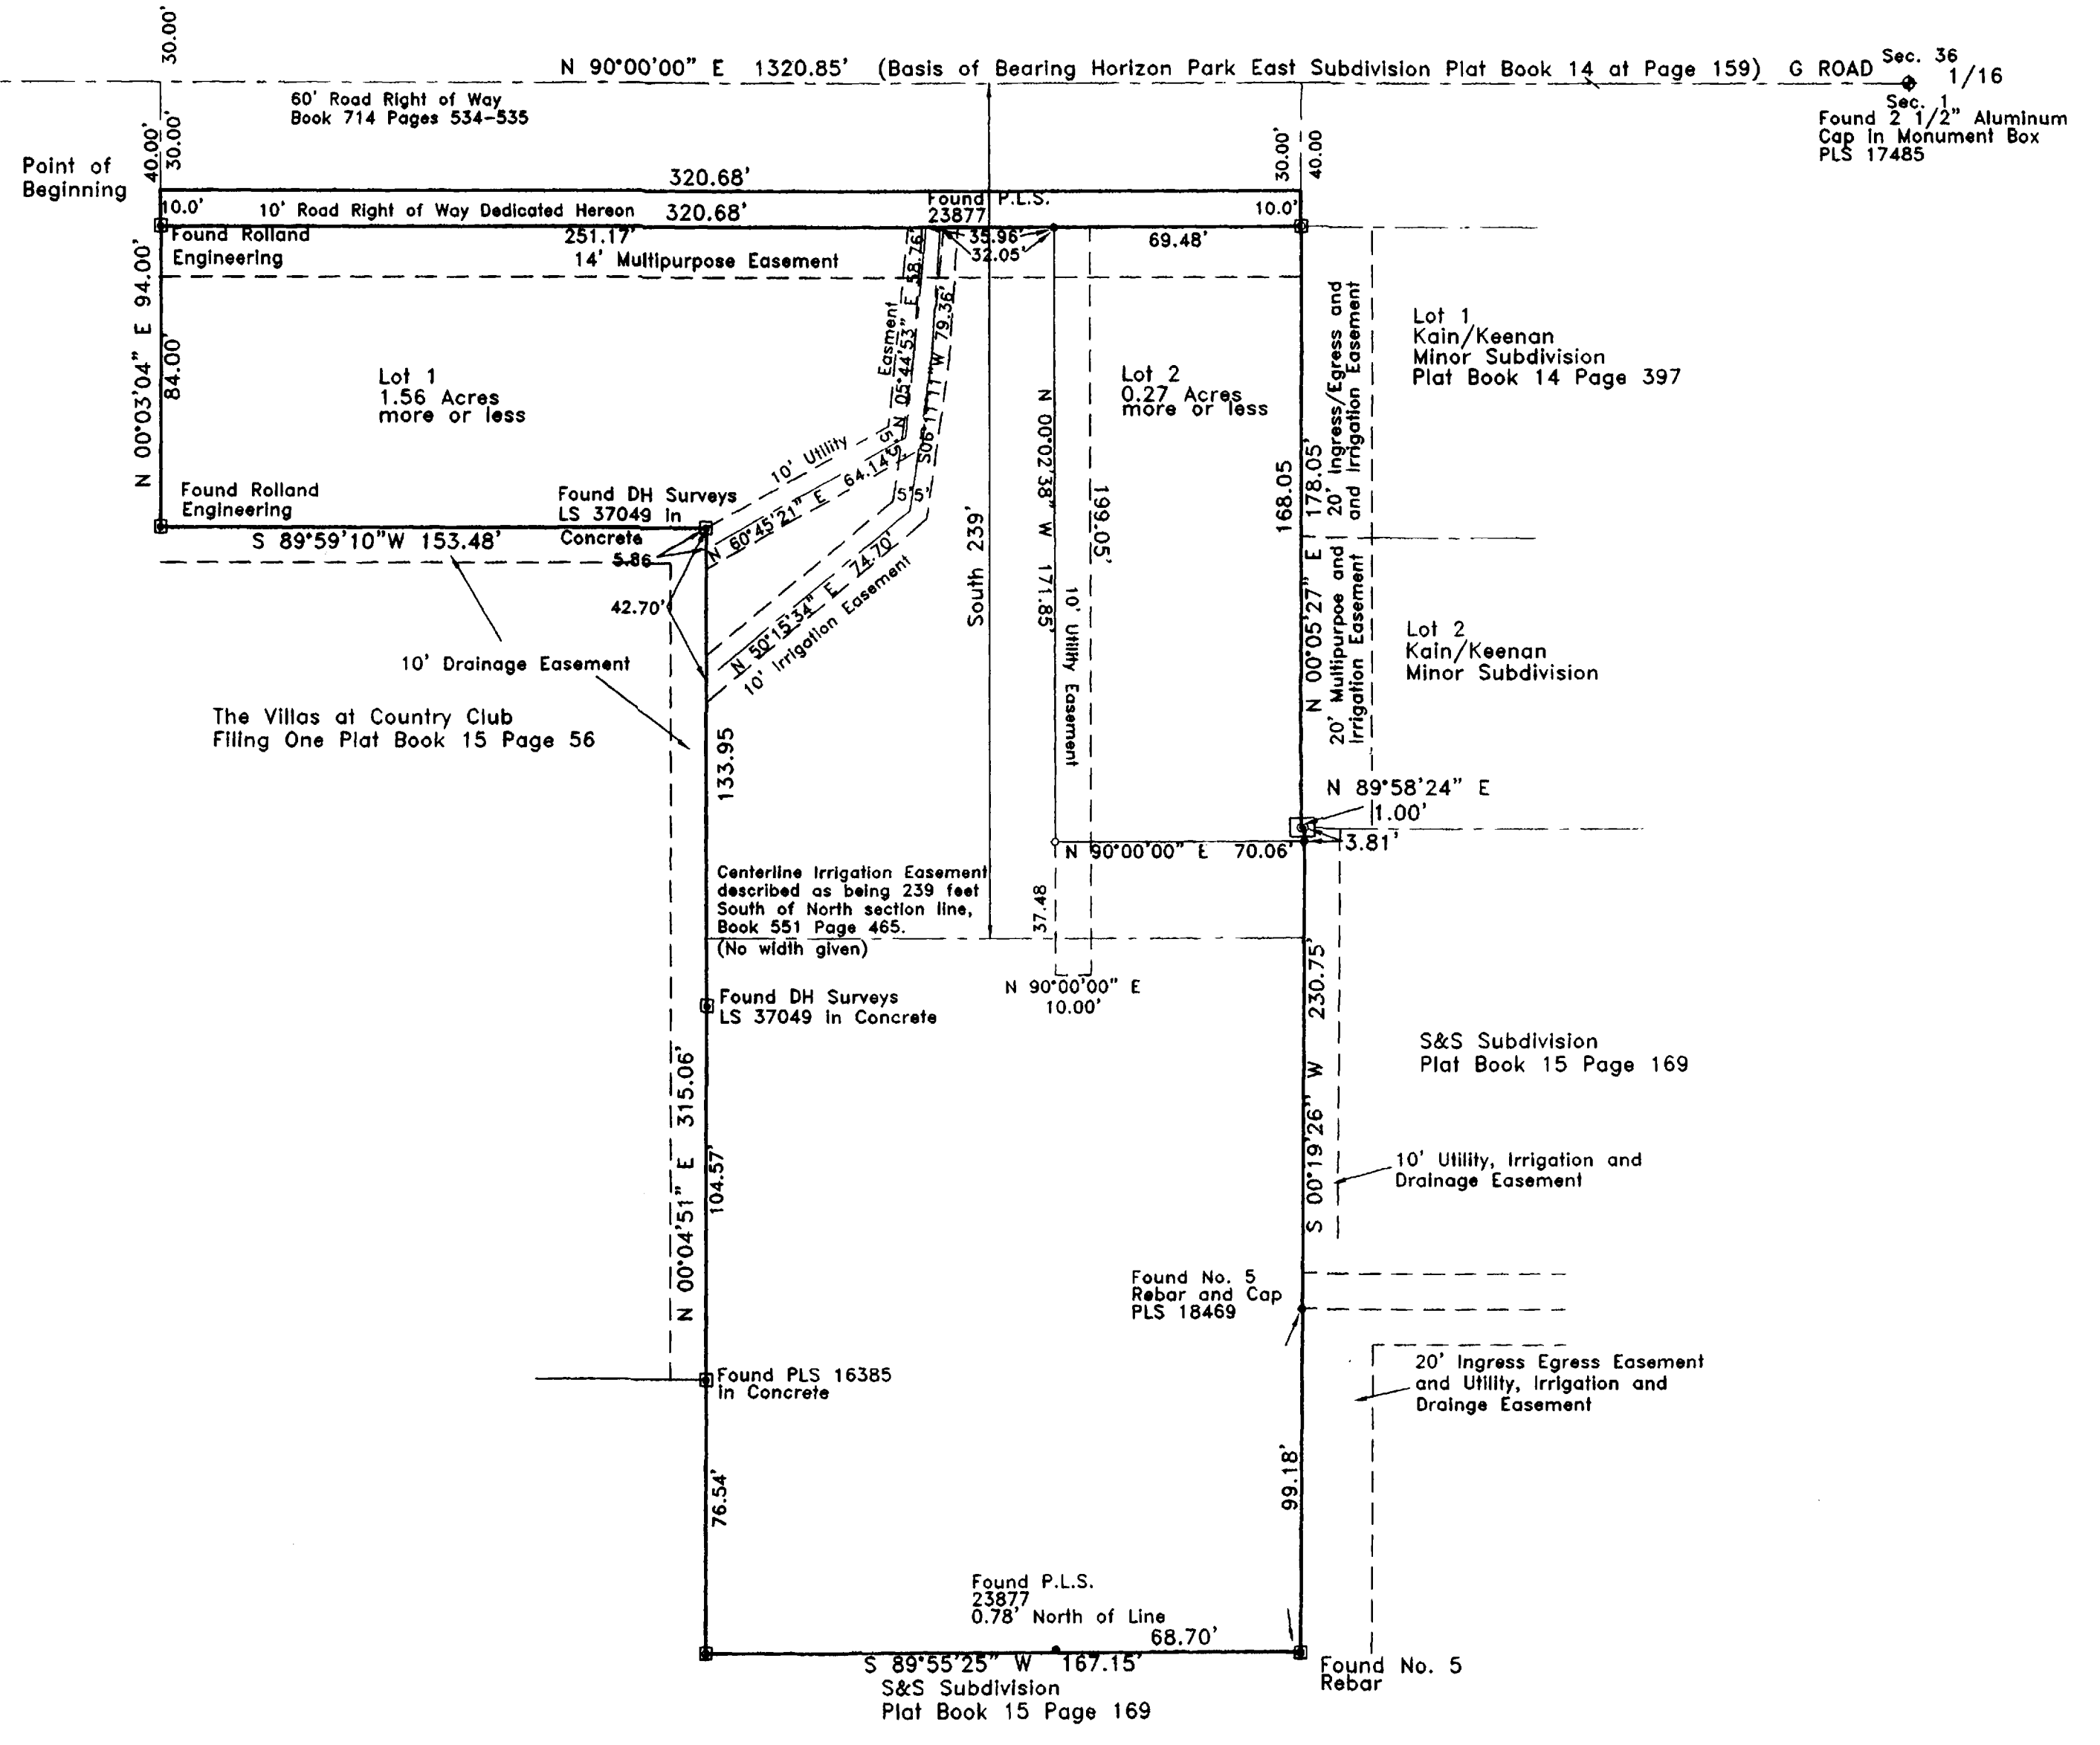 30.00'
N 90°00'00" E 1320.85' (Basis of Bearing Horizon Park East Subdivision Plat Book 14 at Page 159) G ROAD
Sec. 36
1/16
Sec. 1
Found 2 1/2" Aluminum
Cap in Monument Box
PLS 17485
60' Road Right of Way
Book 714 Pages 534-535
40.00'
30.00'
30.00'
40.00
Point of
Beginning
320.68'
10.0'
10' Road Right of Way Dedicated Hereon
320.68'
Found P.L.S.
23877
10.0'
Found Rolland
Engineering
251.17'
14' Multipurpose Easement
35.96'
32.05'
69.48'
N 00°03'04" E 94.00'
84.00'
Lot 1
1.56 Acres
more or less
Easment
N 05°44'53" E 58.76'
S06°11'11"W 79.36'
Lot 2
0.27 Acres
more or less
N 00°02'38" W 171.85'
199.05'
10' Utility Easement
South 239'
168.05
178.05'
N 00°05'27" E
20' Ingress/Egress and
and Irrigation Easement
Lot 1
Kain/Keenan
Minor Subdivision
Plat Book 14 Page 397
10' Utility
5'
5'
N 60°45'21" E 64.14'
5'
5'
Found Rolland
Engineering
Found DH Surveys
LS 37049 in
Concrete
S 89°59'10"W 153.48'
5.86
42.70'
N 50°15'34" E 74.70'
10' Irrigation Easement
10' Drainage Easement
20' Multipurpoe and
Irrigation Easement
Lot 2
Kain/Keenan
Minor Subdivision
The Villas at Country Club
Filing One Plat Book 15 Page 56
133.95
N 89°58'24" E
1.00'
3.81'
N 90°00'00" E 70.06'
Centerline Irrigation Easement
described as being 239 feet
South of North section line,
Book 551 Page 465.
(No width given)
37.48
N 90°00'00" E
10.00'
Found DH Surveys
LS 37049 in Concrete
S 00°19'26" W 230.75'
S&S Subdivision
Plat Book 15 Page 169
N 00°04'51" E 315.06'
104.57'
10' Utility, Irrigation and
Drainage Easement
Found No. 5
Rebar and Cap
PLS 18469
Found PLS 16385
in Concrete
20' Ingress Egress Easement
and Utility, Irrigation and
Drainge Easement
76.54'
99.18'
Found P.L.S.
23877
0.78' North of Line
68.70'
S 89°55'25" W 167.15'
Found No. 5
Rebar
S&S Subdivision
Plat Book 15 Page 169